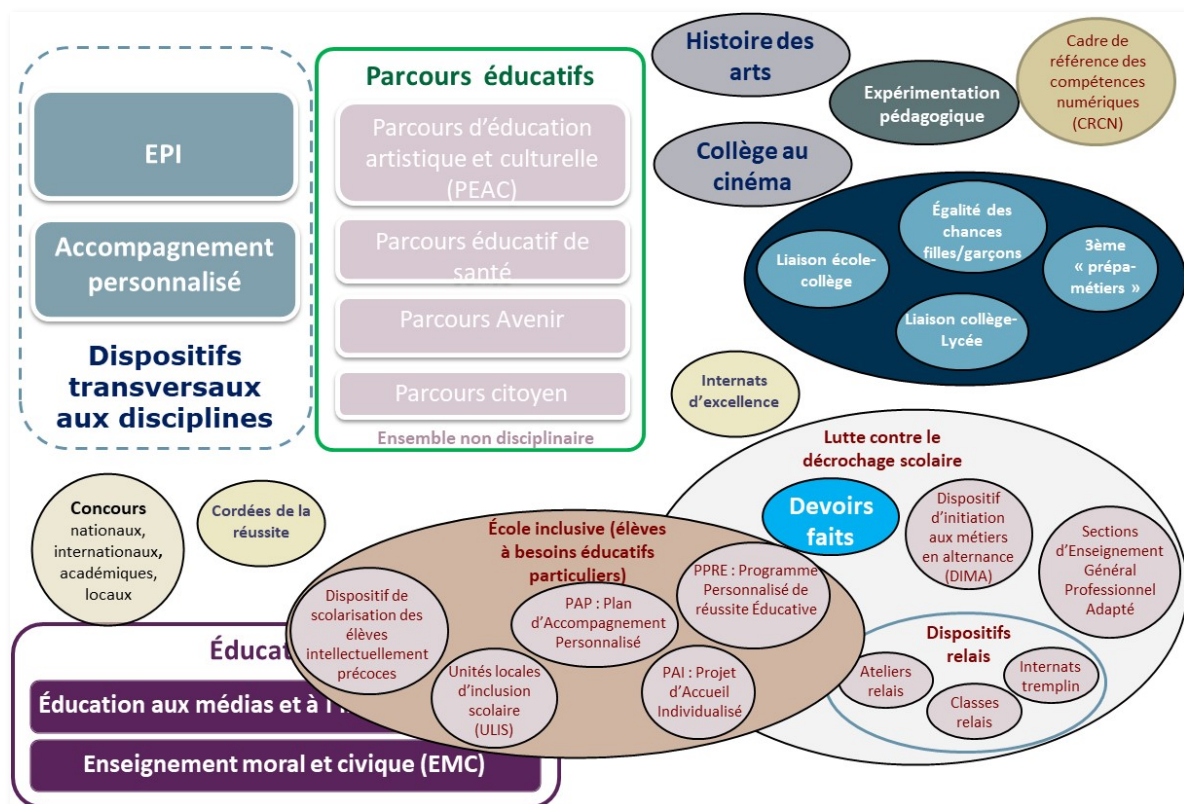 EPI
Accompagnement
personnalisé
Dispositifs
transversaux
aux disciplines
Parcours éducatifs
Parcours d'éducation
artistique et culturelle
(PEAC)
Parcours éducatif de
santé
Parcours Avenir
Parcours citoyen
Ensemble non disciplinaire
Histoire des
arts
Expérimentation
pédagogique
Cadre de
référence des
compétences
numériques
(CRCN)
Collège au
cinéma
Égalité des
chances
filles/garçons
Liaison école-
collège
3ème
« prépa-
métiers »
Liaison collège-
Lycée
Internats
d'excellence
Lutte contre le
décrochage scolaire
Devoirs
faits
Dispositif
d'initiation
aux métiers
en alternance
(DIMA)
Sections
d'Enseignement
Général
Professionnel
Adapté
Dispositifs
relais
Ateliers
relais
Classes
relais
Internats
tremplin
Concours
nationaux,
internationaux,
académiques,
locaux
Cordées de la
réussite
École inclusive (élèves
à besoins éducatifs
particuliers)
Dispositif de
scolarisation des
élèves
intellectuellement
précoces
PAP : Plan
d'Accompagnement
Personnalisé
PPRE : Programme
Personnalisé de
réussite Éducative
Unités locales
d'inclusion
scolaire
(ULIS)
PAI : Projet
d'Accueil
Individualisé
Éducat
Éducation aux médias et à l'i
Enseignement moral et civique (EMC)